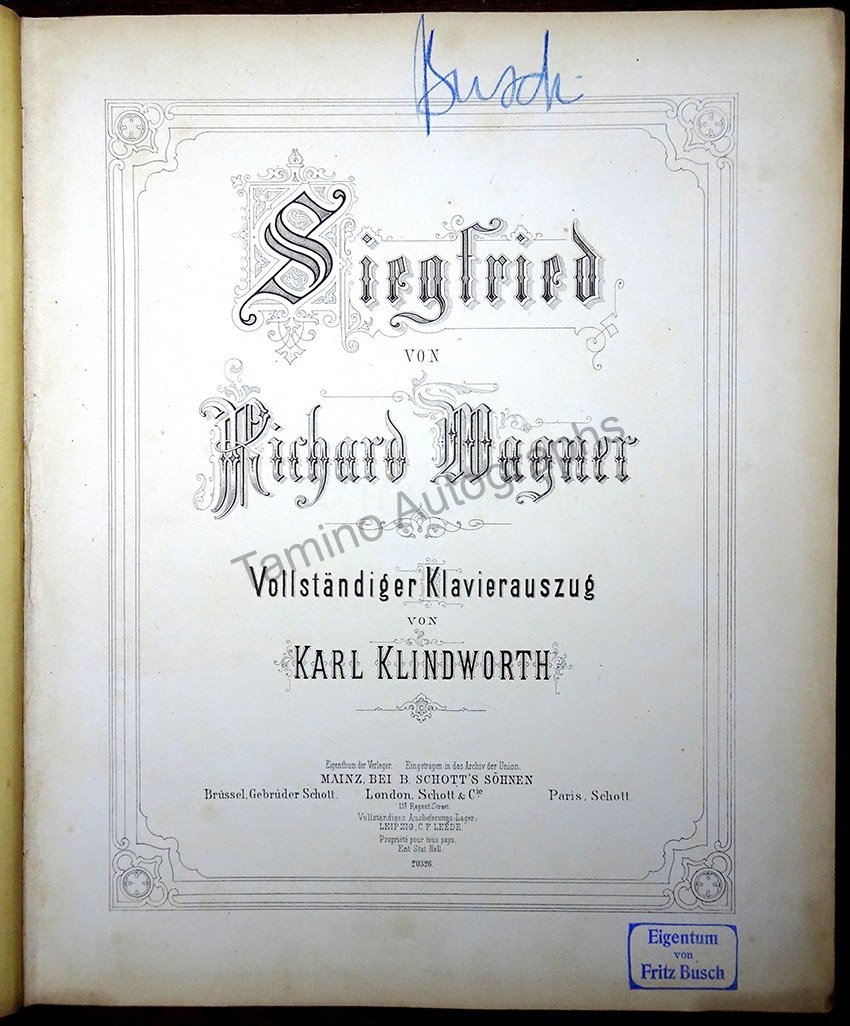 Busch
Siegfried
VON
Richard Wagner
Tamino Autographs
Vollständiger Klavierauszug
VON
KARL KLINDWORTH
Eigenthum der Verleger. Eingetragen in das Archiv der Union.
MAINZ, BEI B. SCHOTT'S SÖHNEN
Brüssel, Gebrüder Schott. London, Schott & Cie Paris, Schott.
159 Regent Street.
Vollständiges Auslieferungs-Lager:
LEIPZIG, C. F. LEEDE.
Propriété pour tous pays.
Ent. Stat. Hall.
20526.
Eigentum
von
Fritz Busch